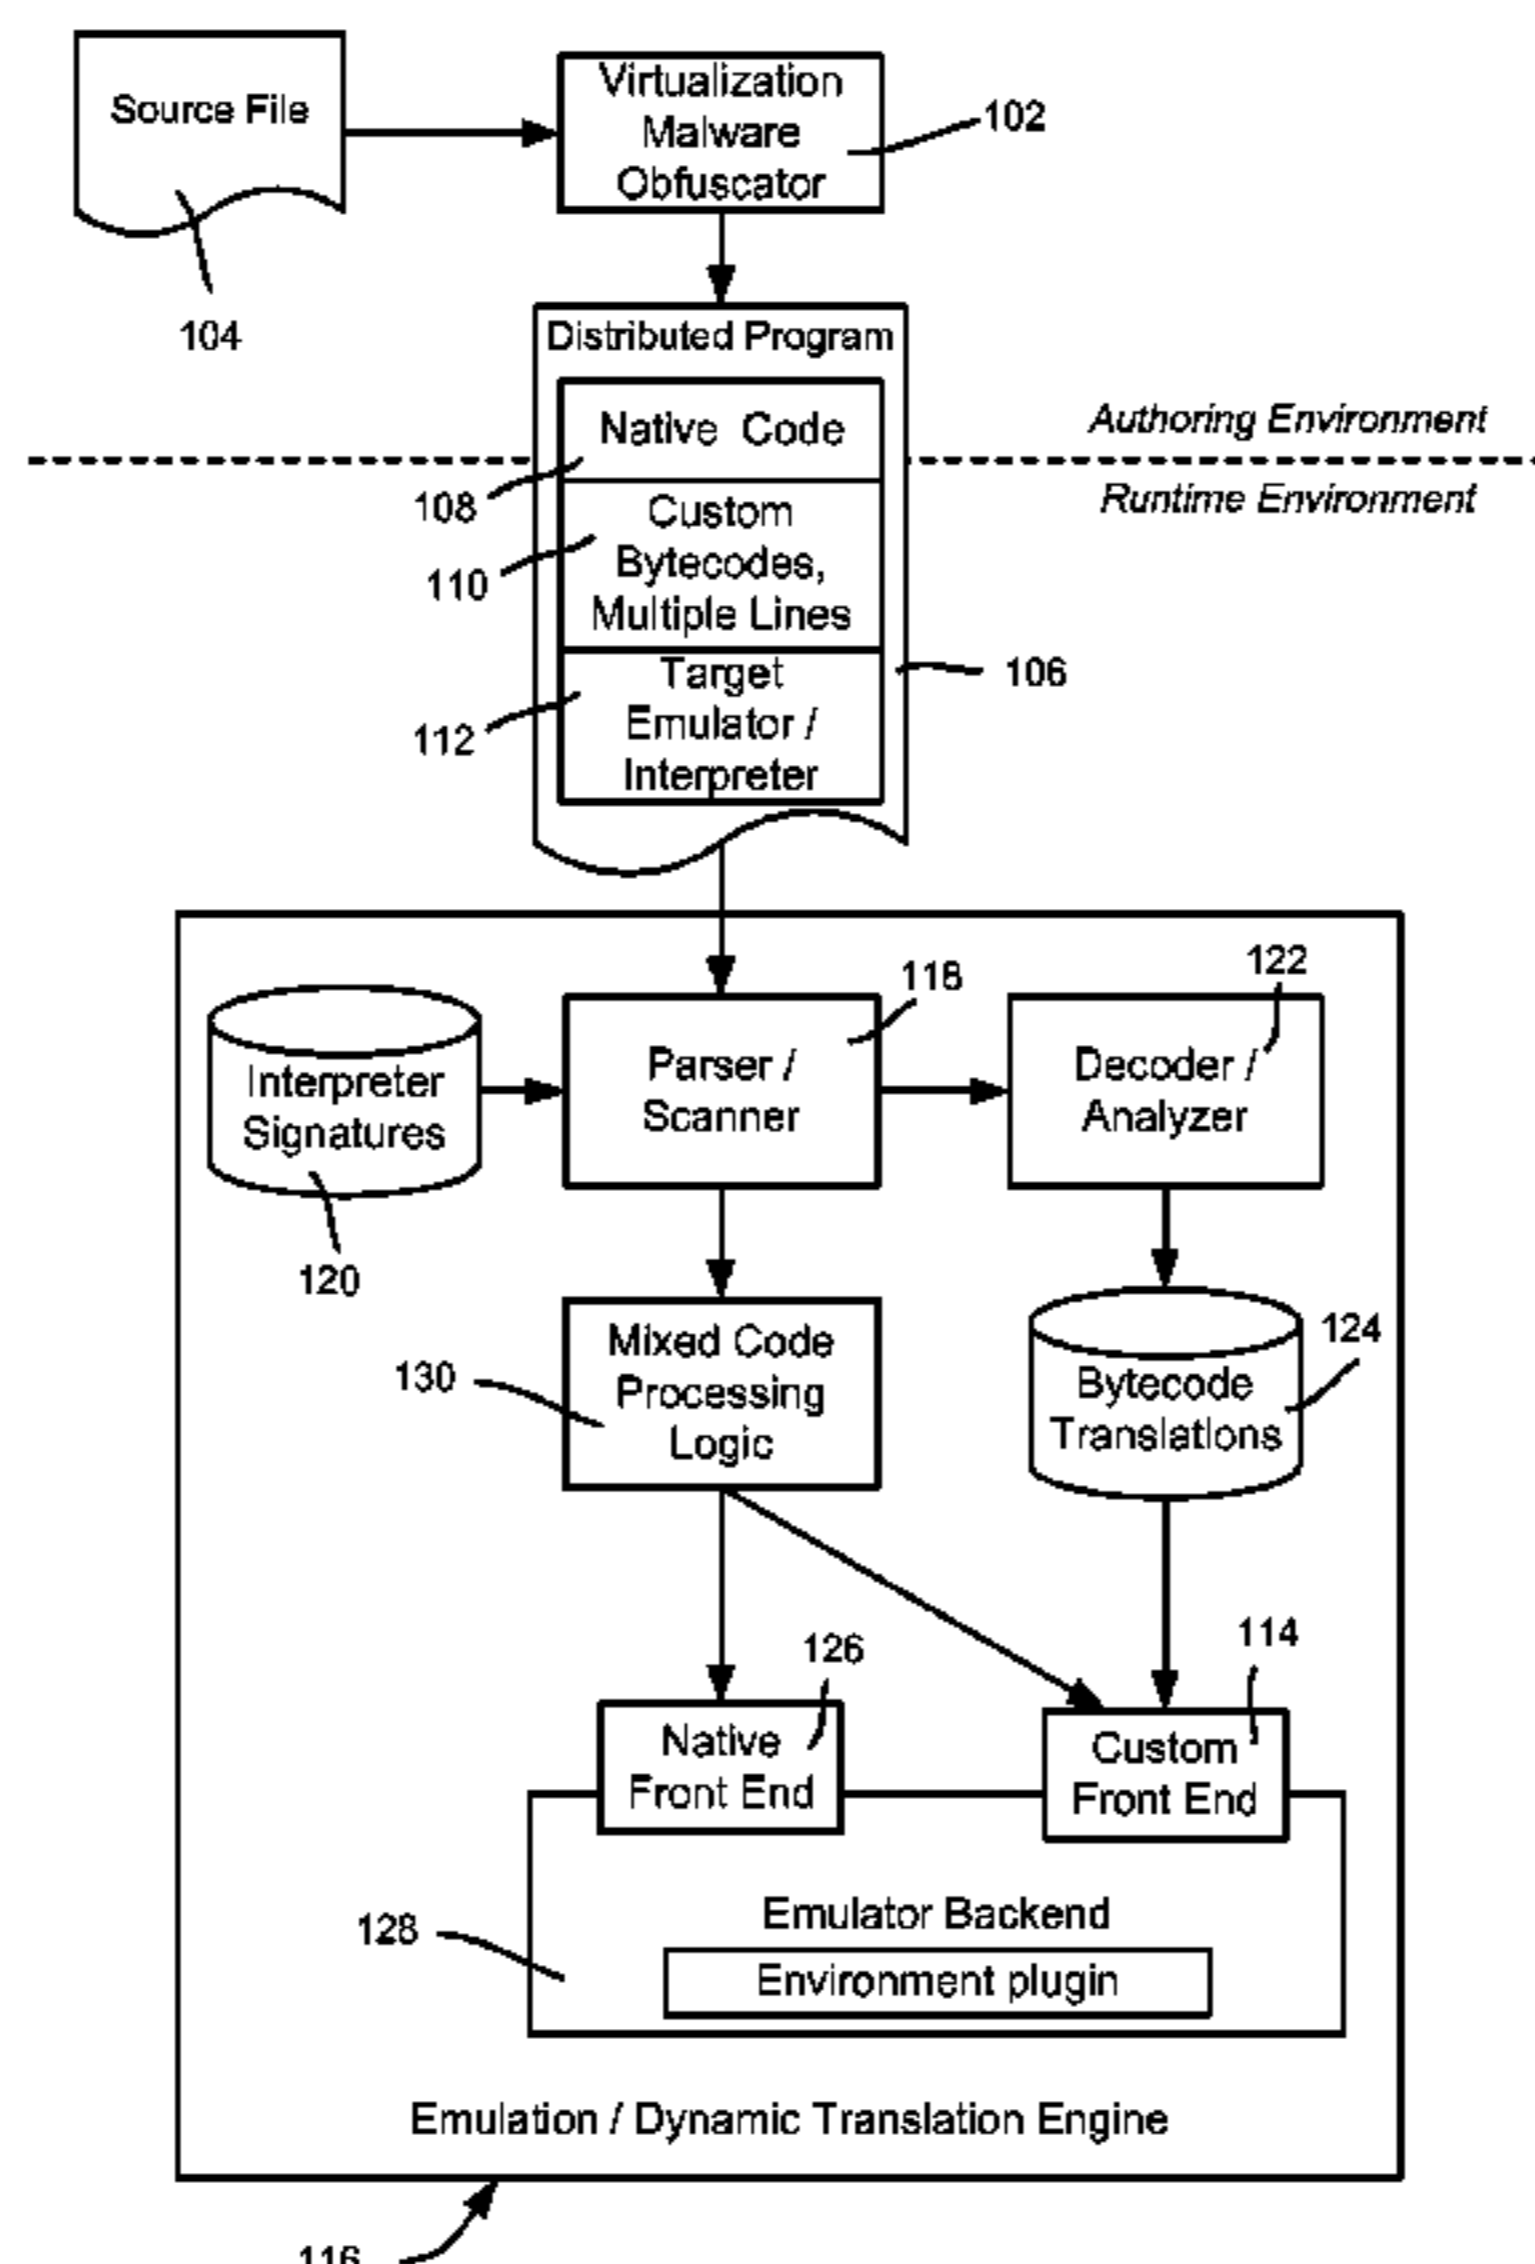 Source File
Virtualization
Malware
Obfuscator
102
104
Distributed Program
Native Code
Authoring Environment
Runtime Environment
108
Custom
Bytecodes,
Multiple Lines
110
106
Target
Emulator /
Interpreter
112
118
122
Interpreter
Signatures
Parser /
Scanner
Decoder /
Analyzer
120
Mixed Code
Processing
Logic
130
124
Bytecode
Translations
126
114
Native
Front End
Custom
Front End
Emulator Backend
128
Environment plugin
Emulation / Dynamic Translation Engine
116